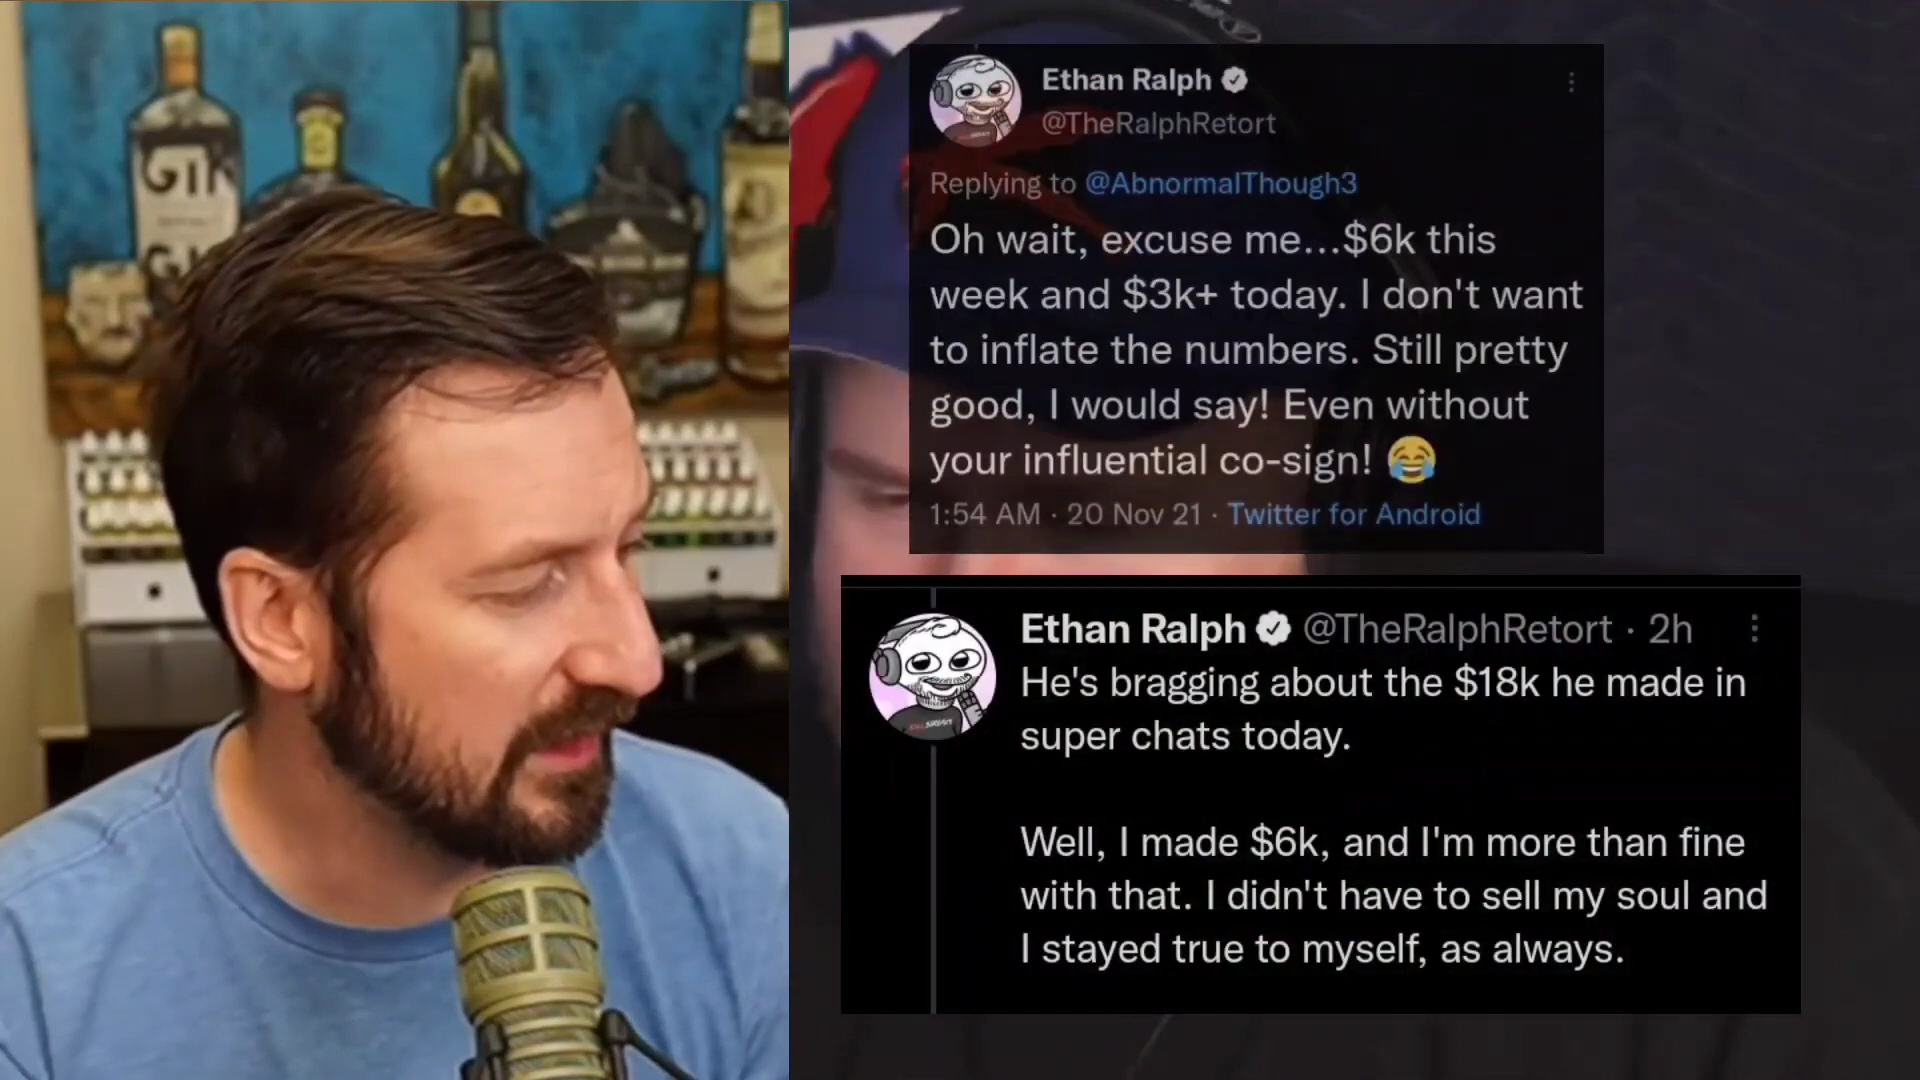 GIN
Ethan Ralph
@TheRalphRetort
Replying to @AbnormalThough3
Oh wait, excuse me...$6k this
week and $3k+ today. I don't want
to inflate the numbers. Still pretty
good, I would say! Even without
your influential co-sign! 😂
1:54 AM · 20 Nov 21 · Twitter for Android
Ethan Ralph @TheRalphRetort · 2h
He's bragging about the $18k he made in
super chats today.
Well, I made $6k, and I'm more than fine
with that. I didn't have to sell my soul and
I stayed true to myself, as always.